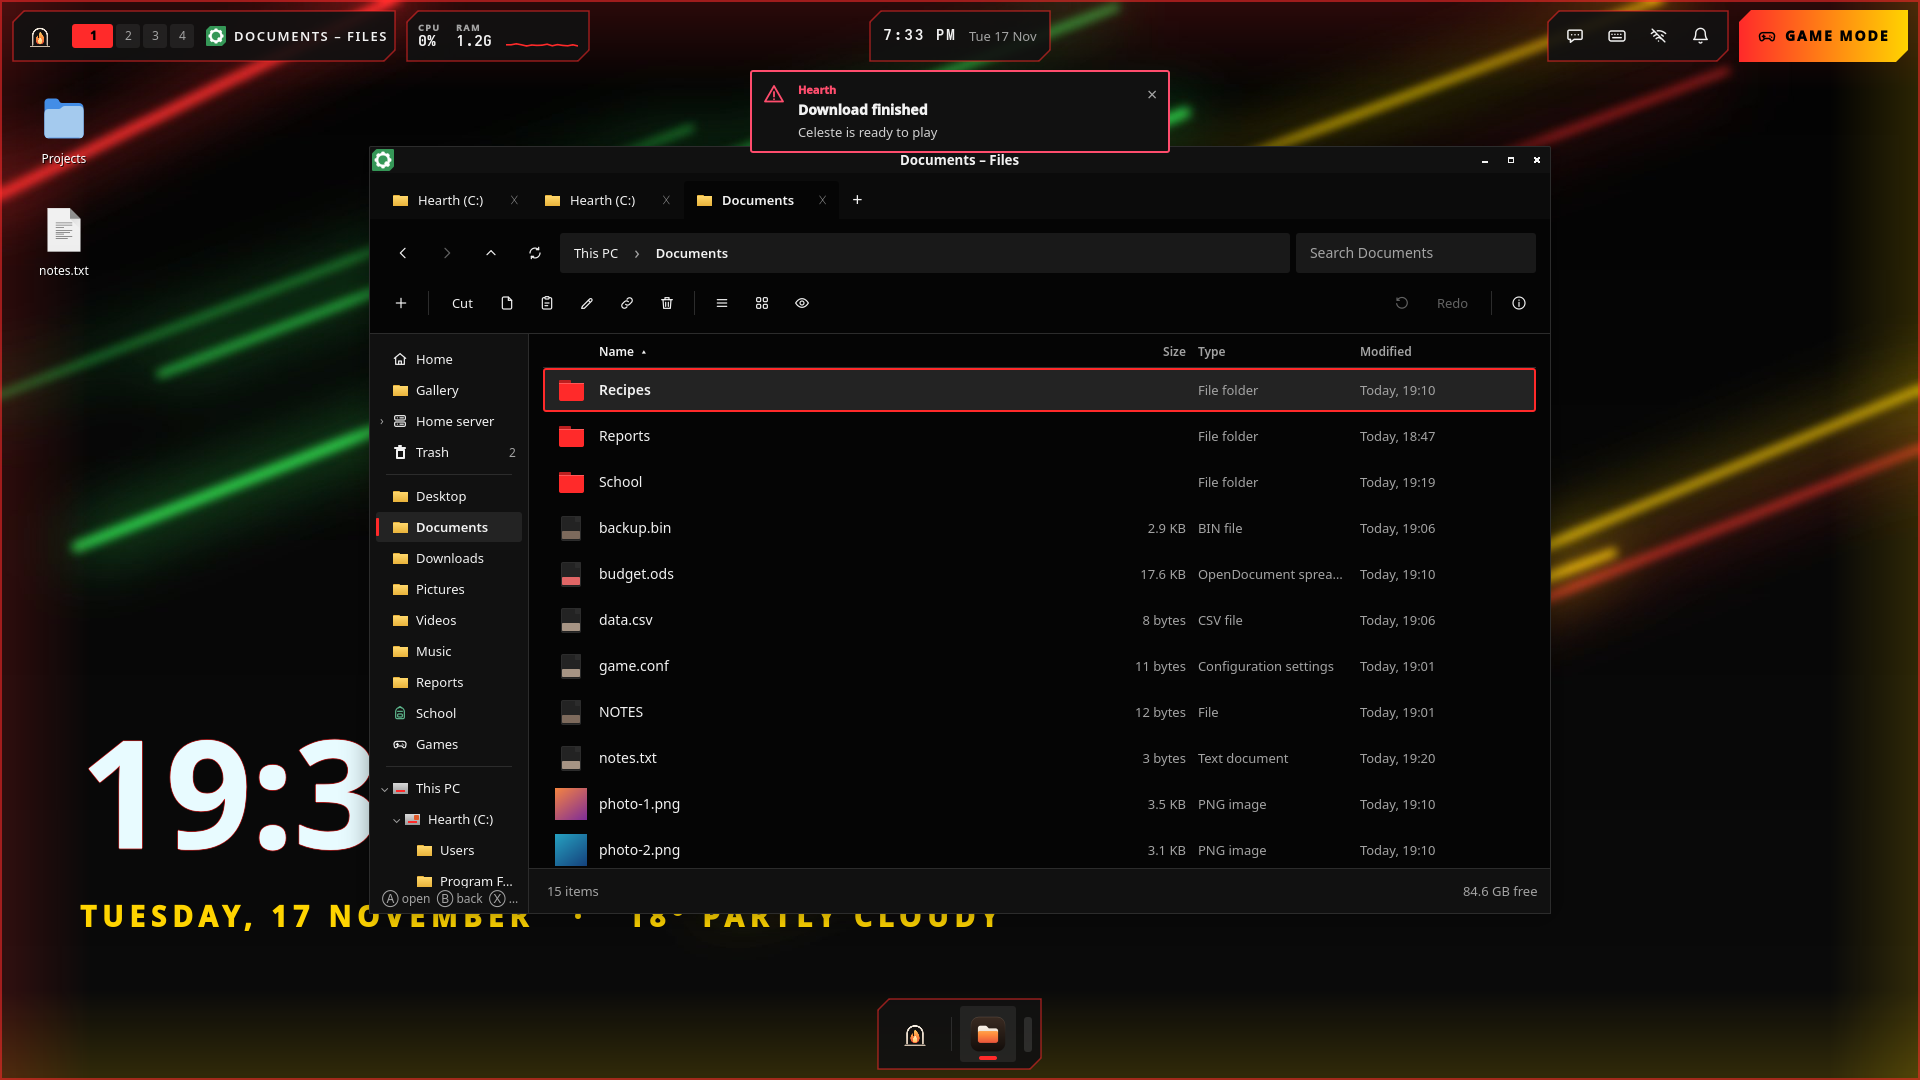 1 2 3 4 DOCUMENTS – FILES
CPU 0% RAM 1.2G
7:33 PM Tue 17 Nov
GAME MODE
Hearth
Download finished
Celeste is ready to play
Projects
notes.txt
Documents – Files
Hearth (C:) X Hearth (C:) X Documents X +
This PC › Documents
Search Documents
Cut
Redo
Home
Gallery
Home server
Trash 2
Desktop
Documents
Downloads
Pictures
Videos
Music
Reports
School
Games
This PC
Hearth (C:)
Users
Program F...
A open B back X ...
Name Size Type Modified
Recipes File folder Today, 19:10
Reports File folder Today, 18:47
School File folder Today, 19:19
backup.bin 2.9 KB BIN file Today, 19:06
budget.ods 17.6 KB OpenDocument sprea... Today, 19:10
data.csv 8 bytes CSV file Today, 19:06
game.conf 11 bytes Configuration settings Today, 19:01
NOTES 12 bytes File Today, 19:01
notes.txt 3 bytes Text document Today, 19:20
photo-1.png 3.5 KB PNG image Today, 19:10
photo-2.png 3.1 KB PNG image Today, 19:10
15 items 84.6 GB free
19:3
TUESDAY, 17 NOVEMBER · 18° PARTLY CLOUDY